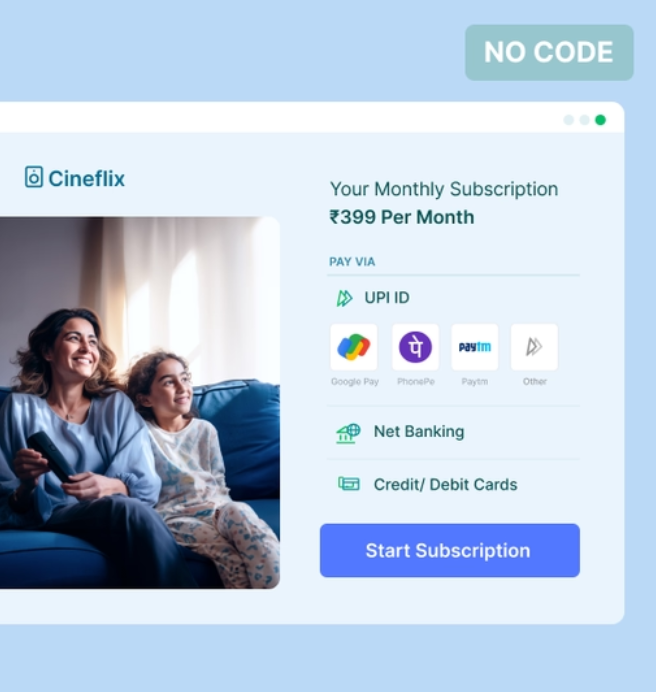 NO CODE
Cineflix
Your Monthly Subscription
₹399 Per Month
PAY VIA
UPI ID
पे
paytm
Google Pay
PhonePe
Paytm
Other
Net Banking
Credit/ Debit Cards
Start Subscription